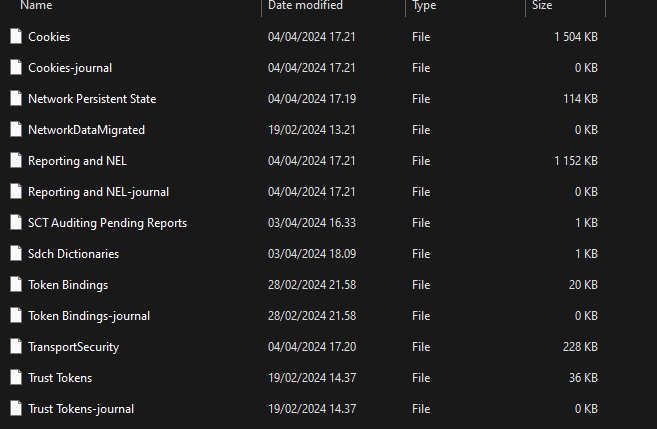 Name Date modified Type Size
Cookies 04/04/2024 17.21 File 1 504 KB
Cookies-journal 04/04/2024 17.21 File 0 KB
Network Persistent State 04/04/2024 17.19 File 114 KB
NetworkDataMigrated 19/02/2024 13.21 File 0 KB
Reporting and NEL 04/04/2024 17.21 File 1 152 KB
Reporting and NEL-journal 04/04/2024 17.21 File 0 KB
SCT Auditing Pending Reports 03/04/2024 16.33 File 1 KB
Sdch Dictionaries 03/04/2024 18.09 File 1 KB
Token Bindings 28/02/2024 21.58 File 20 KB
Token Bindings-journal 28/02/2024 21.58 File 0 KB
TransportSecurity 04/04/2024 17.20 File 228 KB
Trust Tokens 19/02/2024 14.37 File 36 KB
Trust Tokens-journal 19/02/2024 14.37 File 0 KB